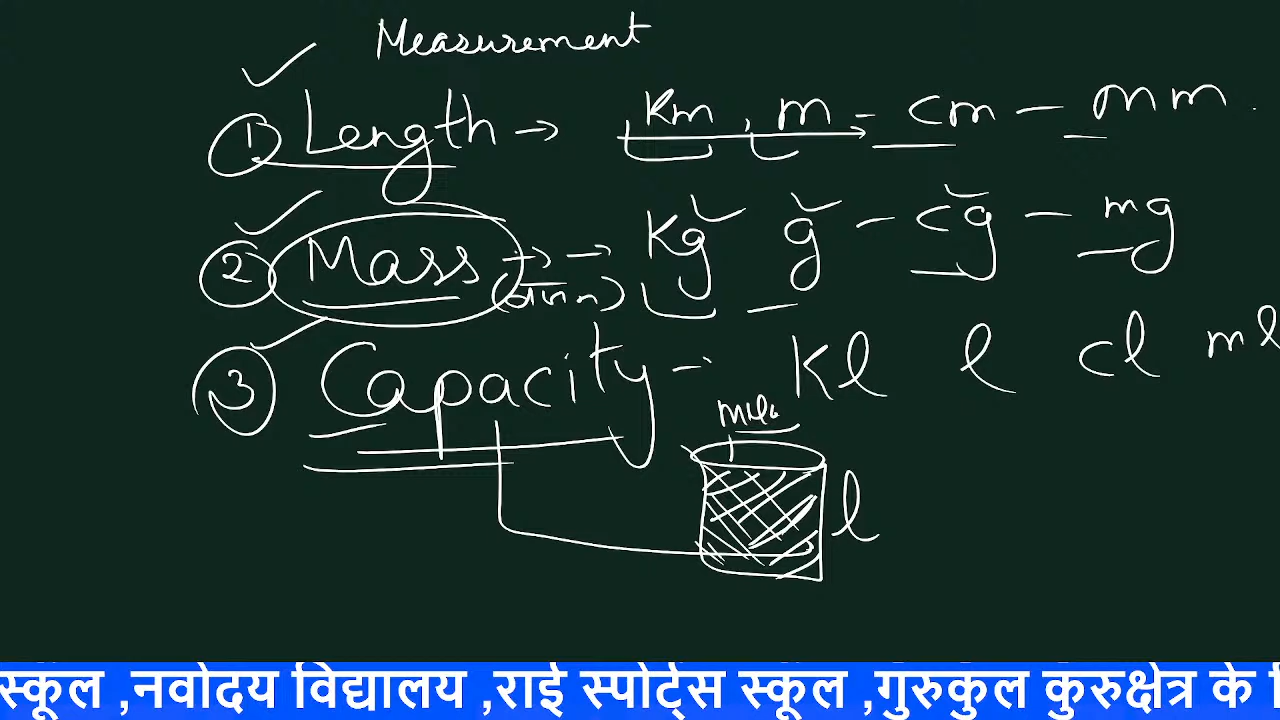 Measurement
① Length → Km, m - cm - mm.
② Mass → → Kg g - cg - mg
③ Capacity - Kl l cl ml
l
स्कूल ,नवोदय विद्यालय ,राई स्पोर्ट्स स्कूल ,गुरुकुल कुरुक्षेत्र के